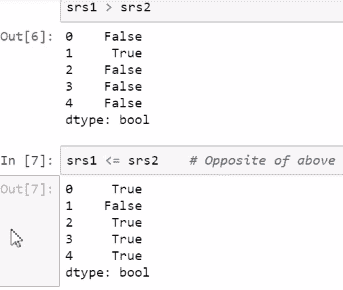 srs1 > srs2
Out[6]: 0    False
1     True
2    False
3    False
4    False
dtype: bool
In [7]: srs1 <= srs2    # Opposite of above
Out[7]: 0     True
1    False
2     True
3     True
4     True
dtype: bool